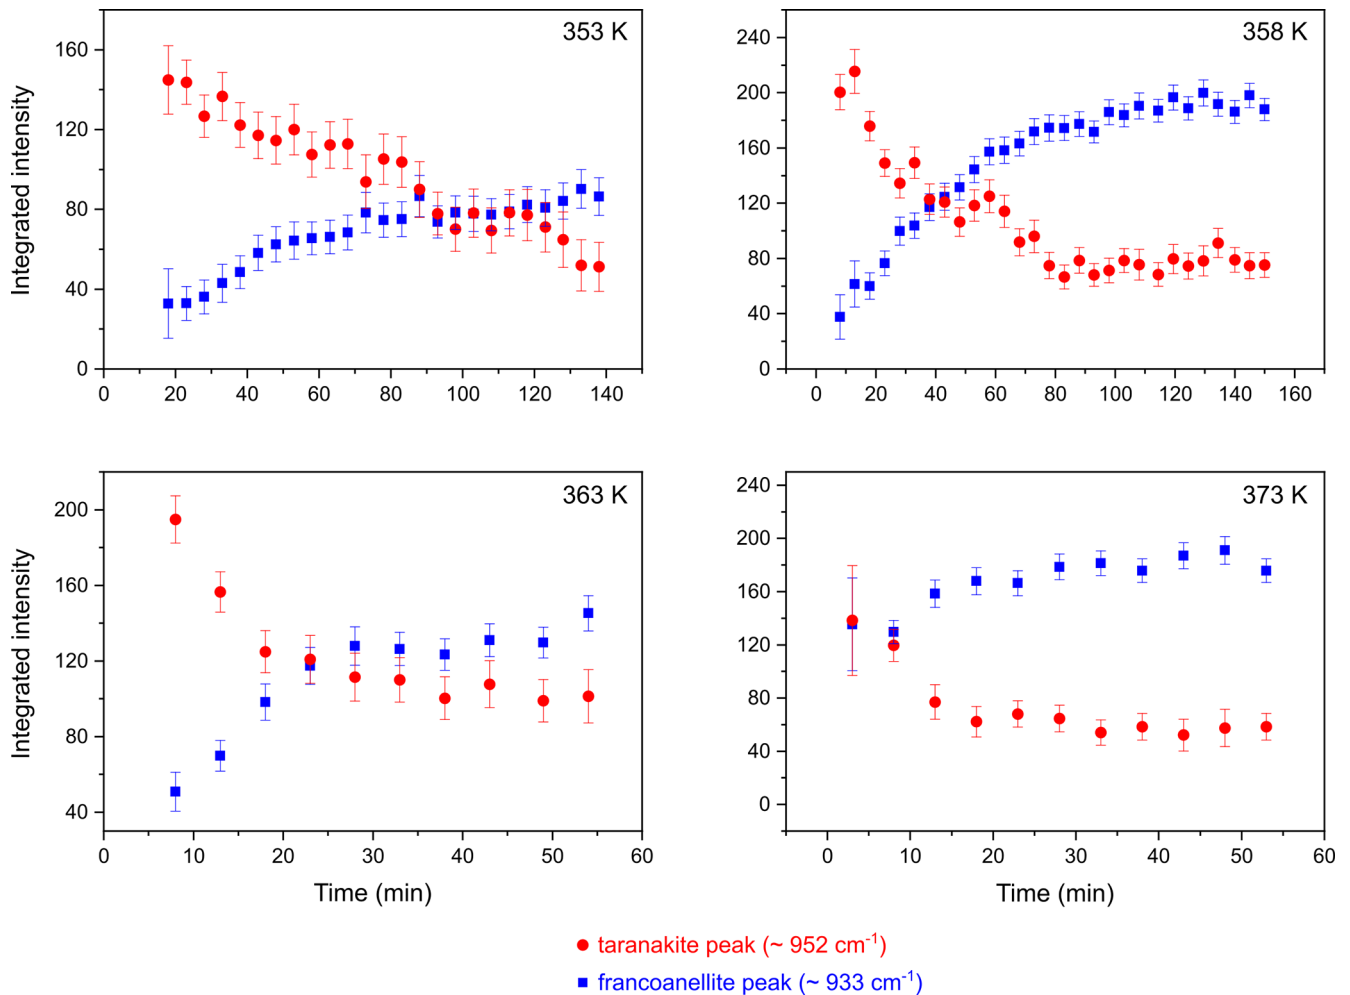 353 K
Integrated intensity
160
120
80
40
0
20 40 60 80 100 120 140
358 K
240
200
160
120
80
40
0
0 20 40 60 80 100 120 140 160
363 K
Integrated intensity
200
160
120
80
40
0 10 20 30 40 50 60
Time (min)
373 K
240
200
160
120
80
40
0
0 10 20 30 40 50 60
Time (min)
taranakite peak (~ 952 cm⁻¹)
francoanellite peak (~ 933 cm⁻¹)